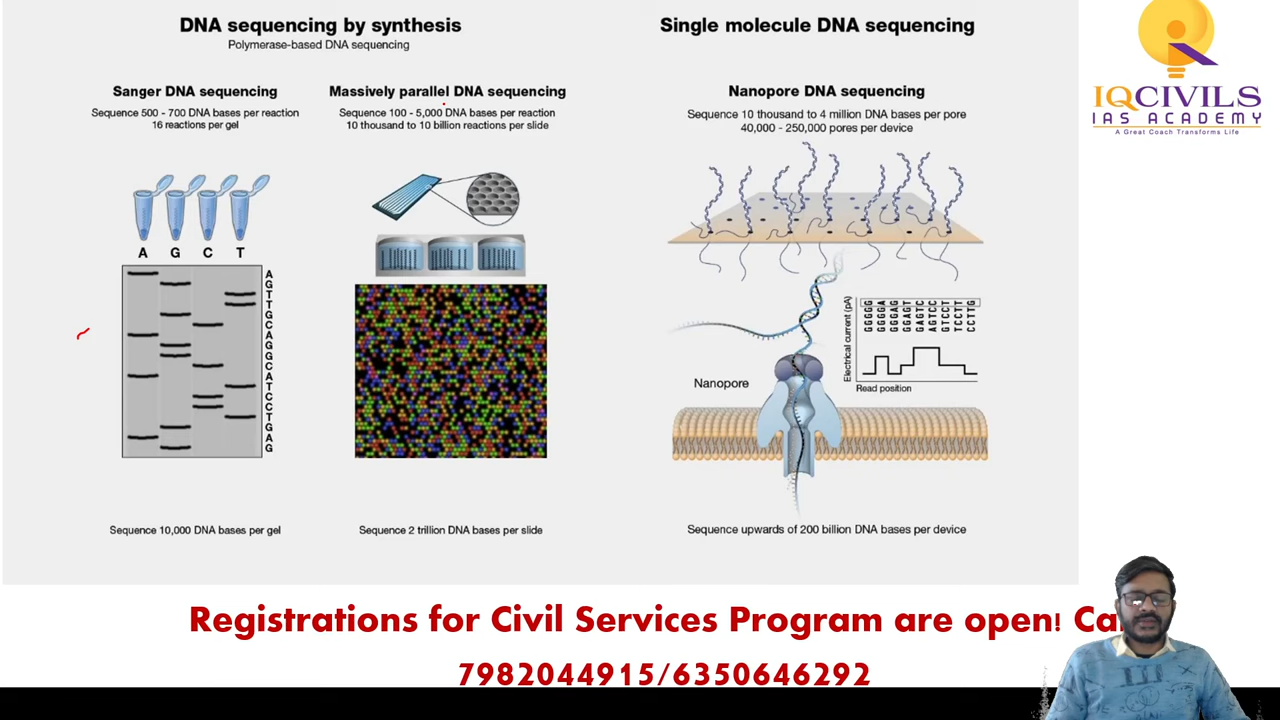 DNA sequencing by synthesis
Polymerase-based DNA sequencing
Sanger DNA sequencing
Sequence 500 - 700 DNA bases per reaction
16 reactions per gel
A G C T
A
G
T
T
G
C
A
G
G
C
A
T
C
C
T
G
A
G
Sequence 10,000 DNA bases per gel
Massively parallel DNA sequencing
Sequence 100 - 5,000 DNA bases per reaction
10 thousand to 10 billion reactions per slide
Sequence 2 trillion DNA bases per slide
Single molecule DNA sequencing
Nanopore DNA sequencing
Sequence 10 thousand to 4 million DNA bases per pore
40,000 - 250,000 pores per device
Nanopore
Electrical current (pA)
GGGGG
GGGGA
GGGAG
GGAGT
GAGTC
AGTCC
GTCCT
TCCTT
CCTTG
Read position
Sequence upwards of 200 billion DNA bases per device
IQCIVILS
IAS ACADEMY
A Great Coach Transforms Life
Registrations for Civil Services Program are open!
7982044915/6350646292